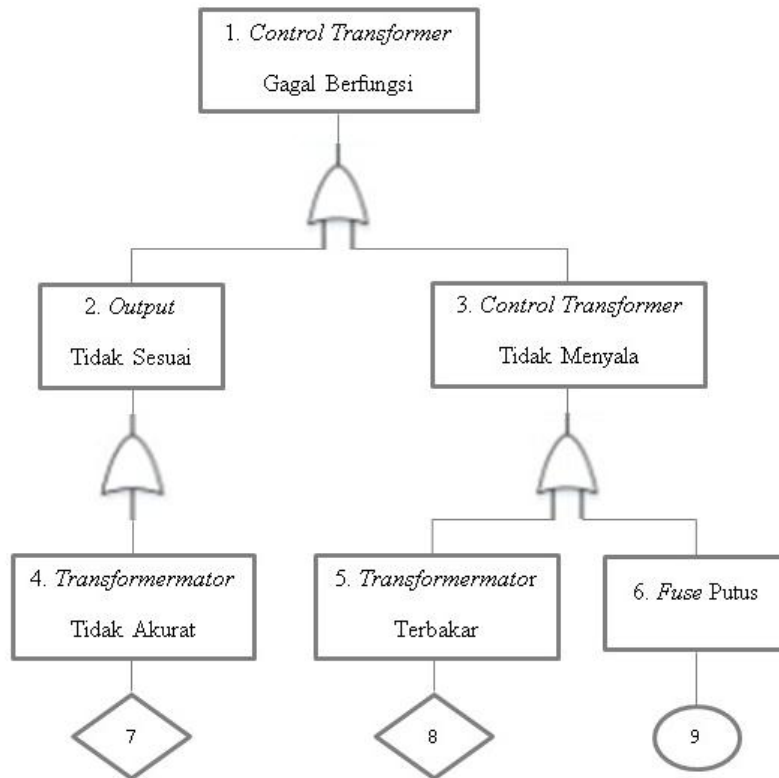 1. Control Transformer
Gagal Berfungsi
2. Output
Tidak Sesuai
3. Control Transformer
Tidak Menyala
4. Transformermator
Tidak Akurat
5. Transformermator
Terbakar
6. Fuse Putus
7
8
9